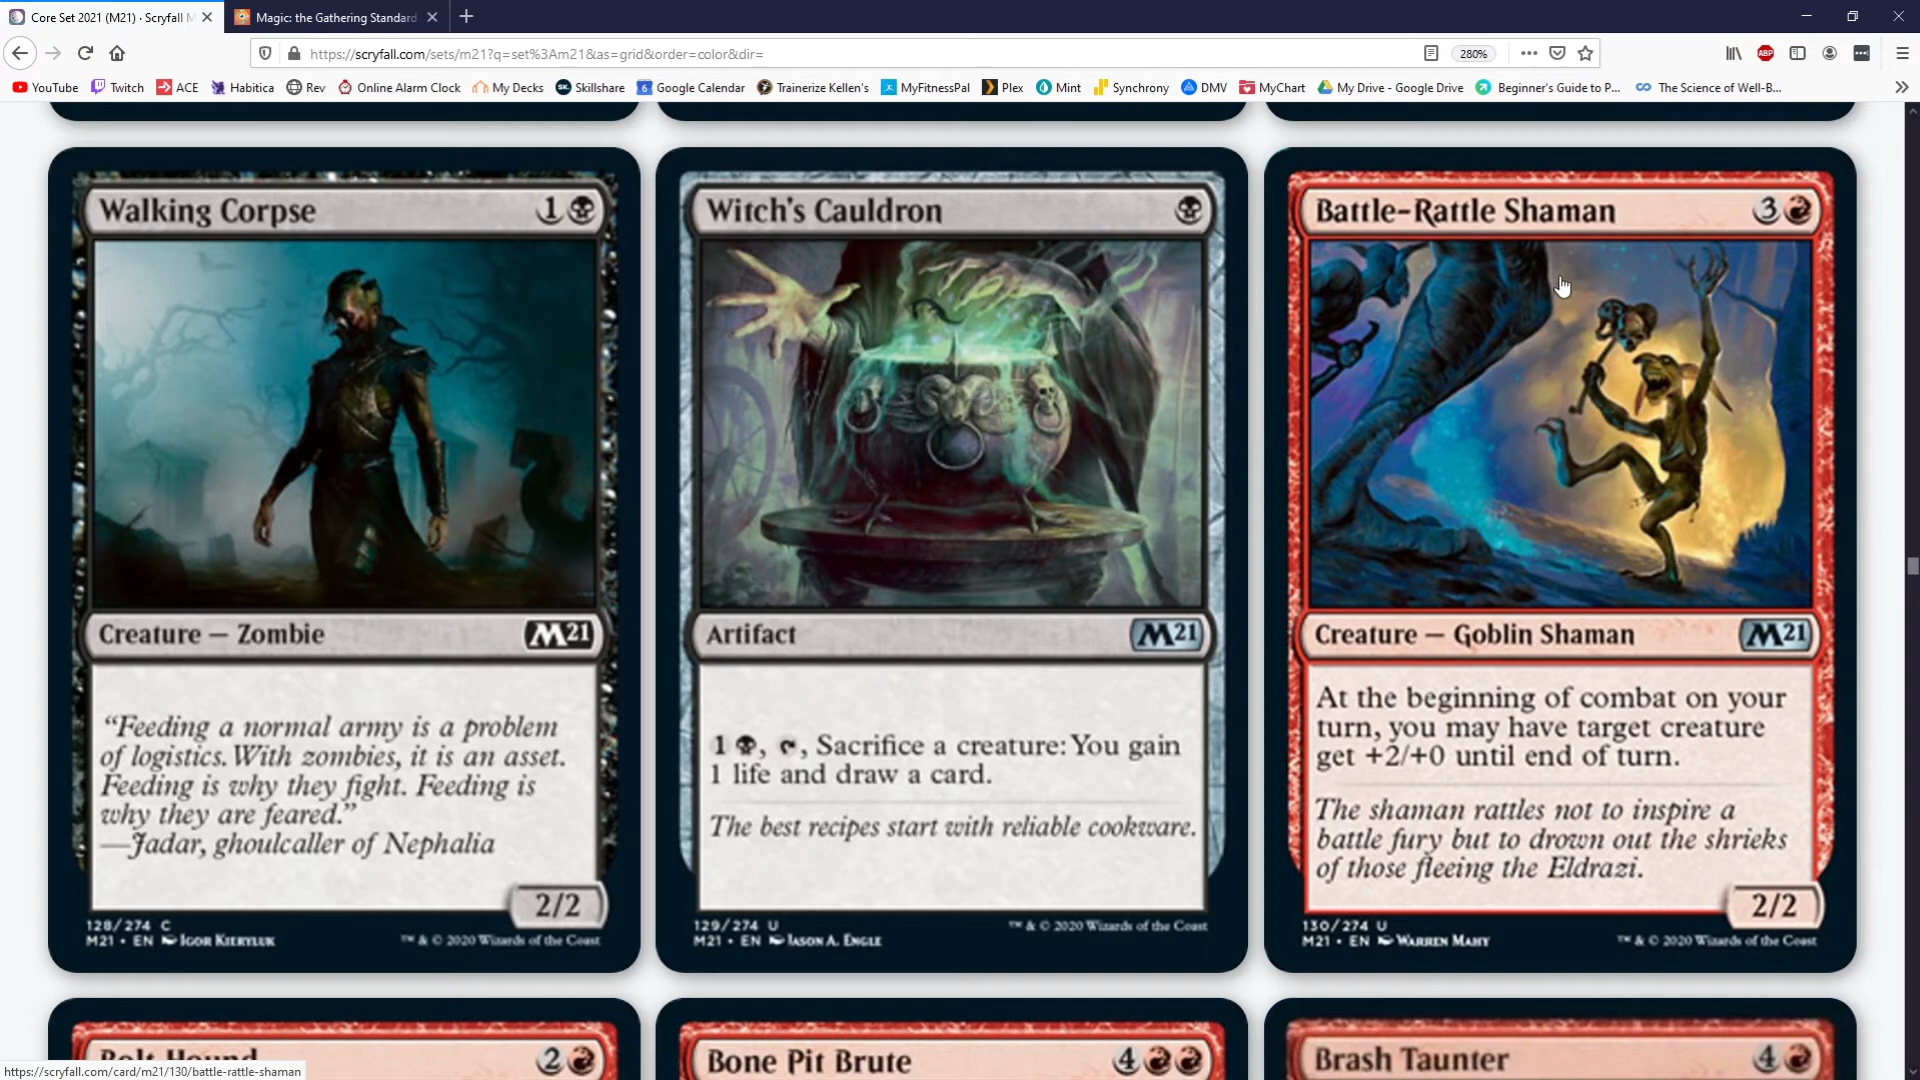 Core Set 2021 (M21) · Scryfall M
Magic: the Gathering Standard
https://scryfall.com/sets/m21?q=set%3Am21&as=grid&order=color&dir=
280%
ABP
YouTube
Twitch
ACE
Habitica
Rev
Online Alarm Clock
My Decks
SK.
Skillshare
6
Google Calendar
Trainerize Kellen's
MyFitnessPal
Plex
Mint
Synchrony
DMV
MyChart
My Drive - Google Drive
Beginner's Guide to P...
The Science of Well-B...
Walking Corpse
1
Creature — Zombie
M21
"Feeding a normal army is a problem
of logistics. With zombies, it is an asset.
Feeding is why they fight. Feeding is
why they are feared."
—Jadar, ghoulcaller of Nephalia
2/2
128/274 C
M21 • EN Igor Kieryluk
™ & © 2020 Wizards of the Coast
Witch's Cauldron
Artifact
M21
1 , , Sacrifice a creature: You gain
1 life and draw a card.
The best recipes start with reliable cookware.
129/274 U
M21 • EN Jason A. Engle
™ & © 2020 Wizards of the Coast
Battle-Rattle Shaman
3
Creature — Goblin Shaman
M21
At the beginning of combat on your
turn, you may have target creature
get +2/+0 until end of turn.
The shaman rattles not to inspire a
battle fury but to drown out the shrieks
of those fleeing the Eldrazi.
2/2
130/274 U
M21 • EN Warren Mahy
™ & © 2020 Wizards of the Coast
Bolt Hound
2
Bone Pit Brute
4
Brash Taunter
4
https://scryfall.com/card/m21/130/battle-rattle-shaman